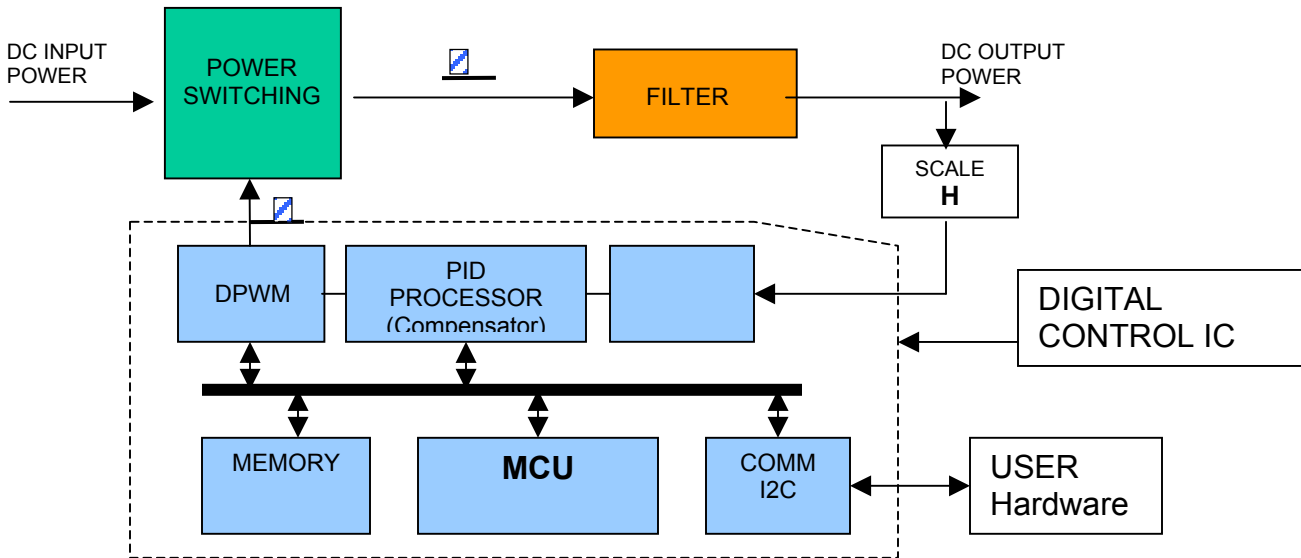 DC INPUT
POWER
POWER
SWITCHING
FILTER
DC OUTPUT
POWER
SCALE
H
DPWM
PID
PROCESSOR
(Compensator)
DIGITAL
CONTROL IC
MEMORY
MCU
COMM
I2C
USER
Hardware